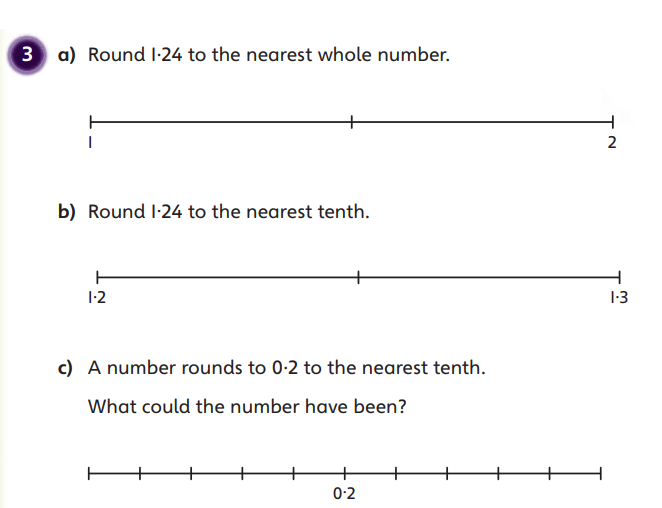 3 a) Round 1·24 to the nearest whole number.
1 2
b) Round 1·24 to the nearest tenth.
1·2 1·3
c) A number rounds to 0·2 to the nearest tenth.
What could the number have been?
0·2